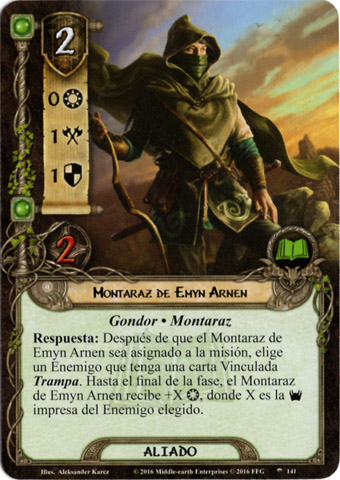 2
0
1
1
2
Montaraz de Emyn Arnen
Gondor • Montaraz
Respuesta: Después de que el Montaraz de
Emyn Arnen sea asignado a la misión, elige
un Enemigo que tenga una carta Vinculada
Trampa. Hasta el final de la fase, el Montaraz
de Emyn Arnen recibe +X , donde X es la
impresa del Enemigo elegido.
ALIADO
Illus. Aleksander Karcz
© 2016 Middle-earth Enterprises © 2016 FFG
141